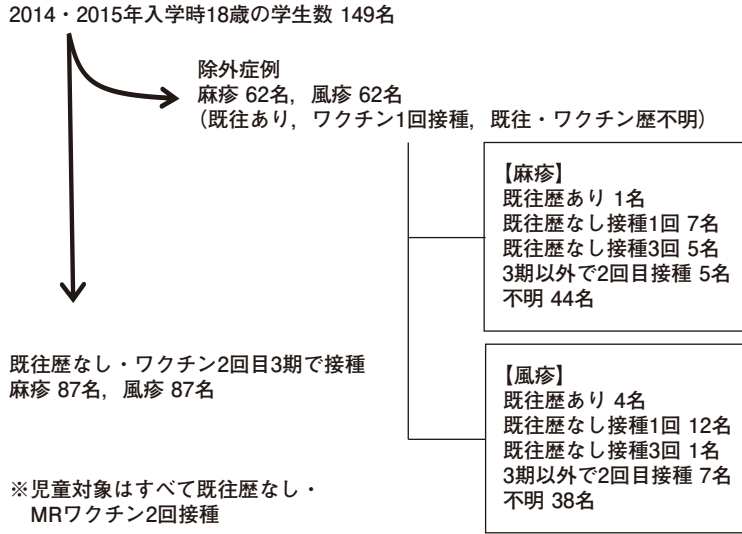 2014・2015年入学時18歳の学生数 149名
除外症例
麻疹 62名，風疹 62名
（既往あり，ワクチン1回接種，既往・ワクチン歴不明）
【麻疹】
既往歴あり 1名
既往歴なし接種1回 7名
既往歴なし接種3回 5名
3期以外で2回目接種 5名
不明 44名
既往歴なし・ワクチン2回目3期で接種
麻疹 87名，風疹 87名
【風疹】
既往歴あり 4名
既往歴なし接種1回 12名
既往歴なし接種3回 1名
3期以外で2回目接種 7名
不明 38名
※児童対象はすべて既往歴なし・
MRワクチン2回接種